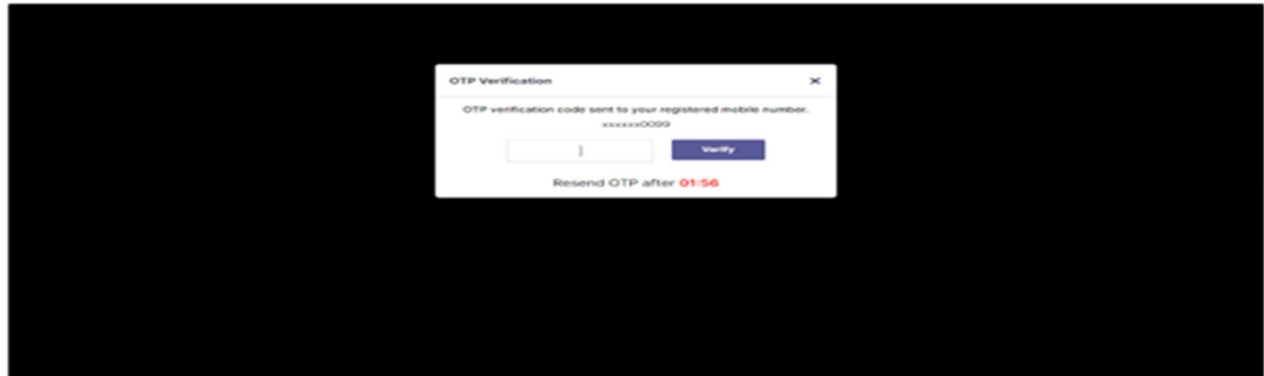 OTP Verification ×
OTP verification code sent to your registered mobile number.
xxxxxx0099
Verify
Resend OTP after 01:56